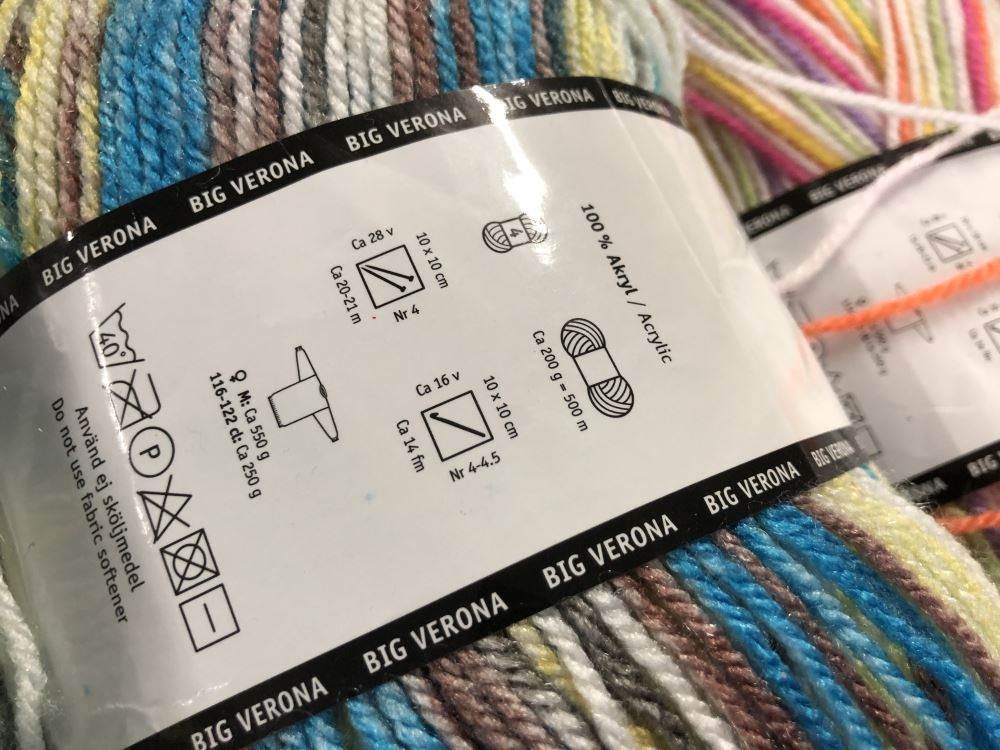 BIG VERONA BIG VERONA BIG VERONA BIG VERONA BIG VERONA
100 % Akryl / Acrylic
4
Ca 200 g = 500 m
Ca 28 v
10 x 10 cm
Ca 20-21 m
Nr 4
Ca 16 v
10 x 10 cm
Ca 14 fm
Nr 4-4.5
♀ M: Ca 550 g
116-122 cl: Ca 250 g
40°
P
Använd ej sköljmedel
Do not use fabric softener
BIG VERONA BIG VERONA BIG VERONA BIG VERONA BIG VERONA
BIG VERONA